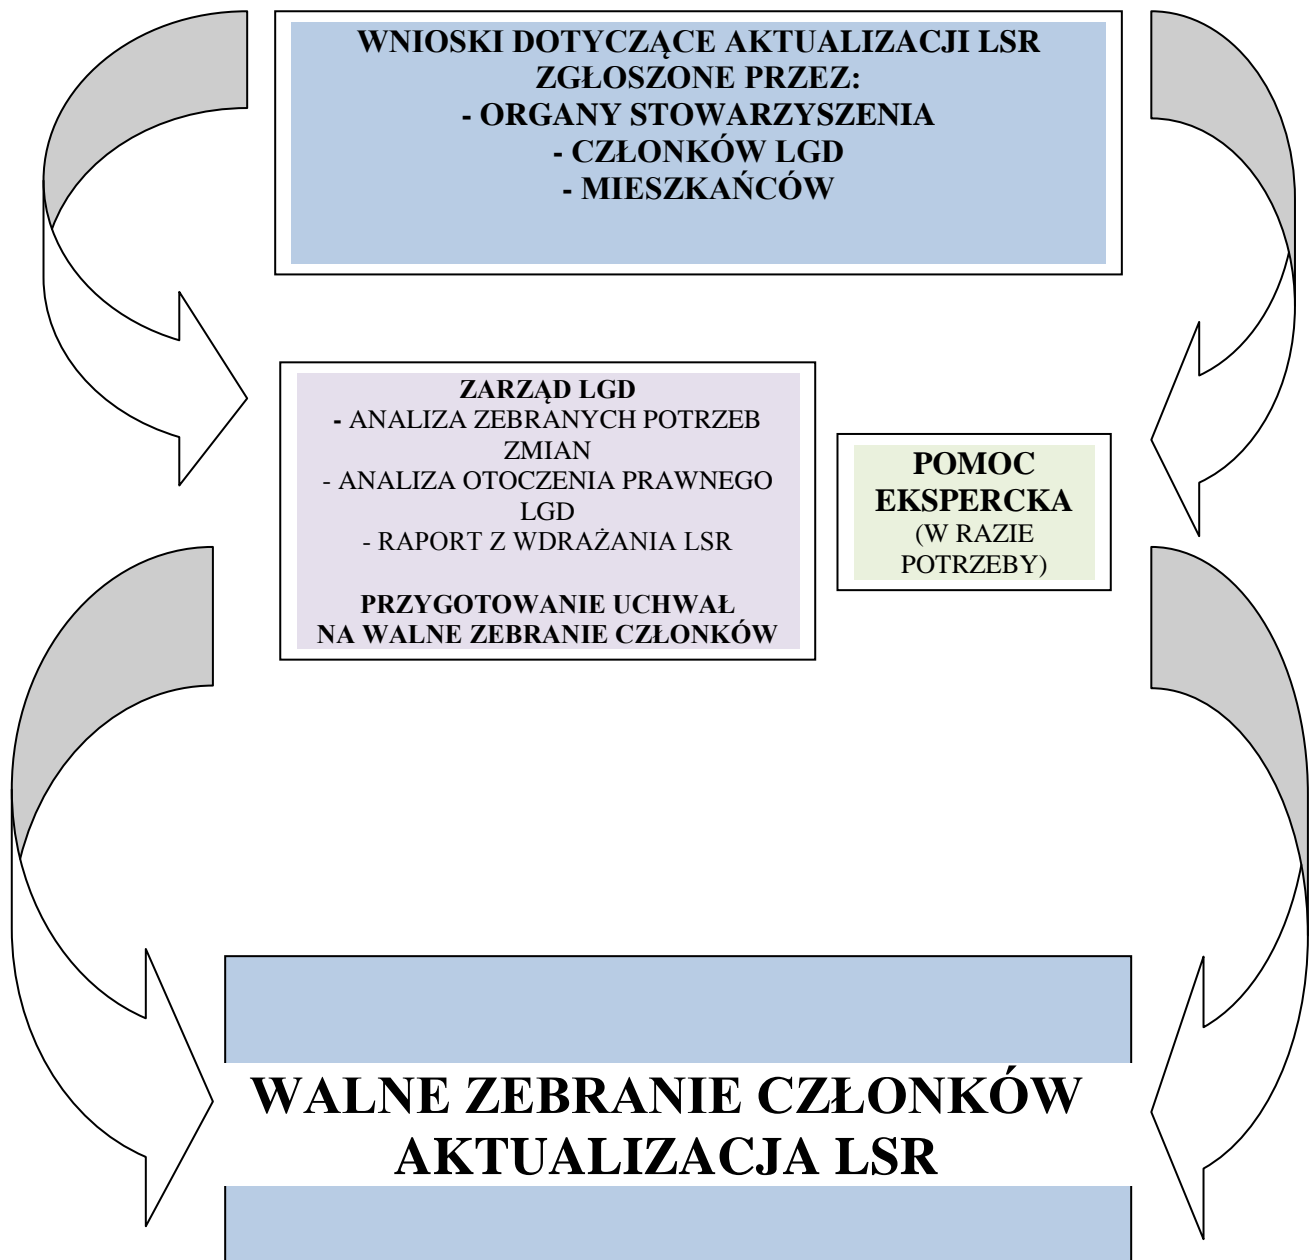 WNIOSKI DOTYCZĄCE AKTUALIZACJI LSR
ZGŁOSZONE PRZEZ:
- ORGANY STOWARZYSZENIA
- CZŁONKÓW LGD
- MIESZKAŃCÓW
ZARZĄD LGD
- ANALIZA ZEBRANYCH POTRZEB
ZMIAN
- ANALIZA OTOCZENIA PRAWNEGO
LGD
- RAPORT Z WDRAŻANIA LSR
PRZYGOTOWANIE UCHWAŁ
NA WALNE ZEBRANIE CZŁONKÓW
POMOC
EKSPERCKA
(W RAZIE
POTRZEBY)
WALNE ZEBRANIE CZŁONKÓW
AKTUALIZACJA LSR